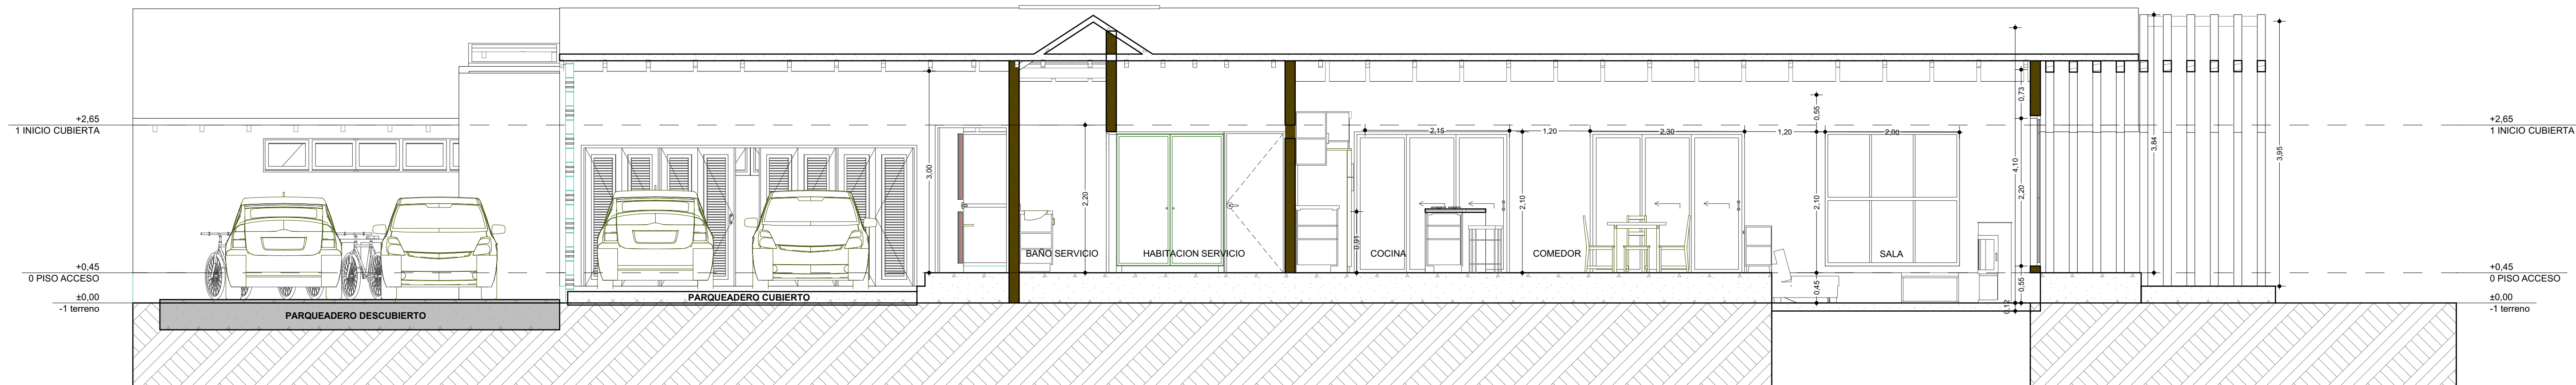 +2,65
1 INICIO CUBIERTA
+0,45
0 PISO ACCESO
±0,00
-1 terreno
PARQUEADERO DESCUBIERTO
PARQUEADERO CUBIERTO
3,00
BAÑO SERVICIO
2,20
HABITACION SERVICIO
0,91
COCINA
2,15
1,20
2,10
COMEDOR
2,30
1,20
0,55
2,10
0,45
2,00
SALA
4,10
0,12
0,73
2,20
0,55
3,84
3,95
+2,65
1 INICIO CUBIERTA
+0,45
0 PISO ACCESO
±0,00
-1 terreno